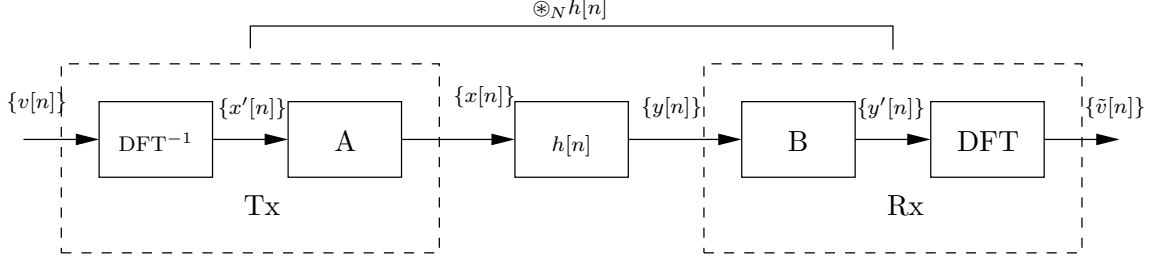 ⊛_N h[n]
{v[n]} {x′[n]} {x[n]} {y[n]} {y′[n]} {ṽ[n]}
DFT⁻¹ A h[n] B DFT
Tx Rx